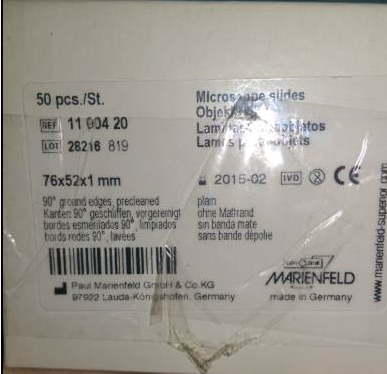 50 pcs./St.
REF 11 004 20
LOT 28216 819
76x52x1 mm
90° ground edges, precleaned
Kanten 90° geschliffen, vorgereinigt
bordes esmerilados 90°, limpiados
bords rodés 90°, lavées
Paul Marienfeld GmbH & Co. KG
97922 Lauda-Königshofen, Germany
Microscope slides
Lames
2015-02 IVD CE
plain
ohne Mattrand
sin banda mate
sans bande dépolie
MARIENFELD
made in Germany
www.marienfeld-superior.com